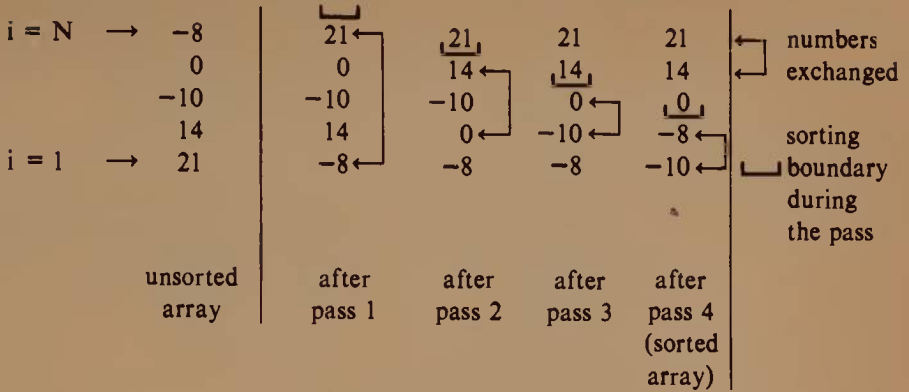 i = N → -8 21 21 21 21 numbers
0 0 14 14 14 exchanged
-10 -10 -10 0 0
14 14 0 -10 -8 sorting
i = 1 → 21 -8 -8 -8 -10 boundary
during
the pass
unsorted after after after after
array pass 1 pass 2 pass 3 pass 4
(sorted
array)